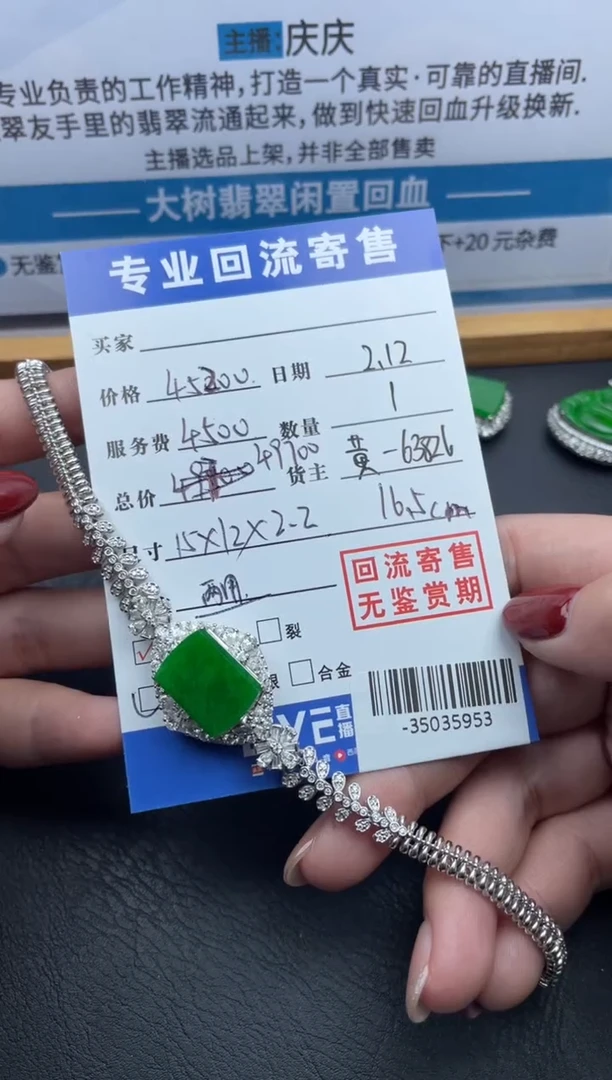 主播:庆庆
专业负责的工作精神,打造一个真实·可靠的直播间.
翠友手里的翡翠流通起来,做到快速回血升级换新.
主播选品上架,并非全部售卖
大树翡翠闲置回血
无鉴
下+20元杂费
专业回流寄售
买家
价格 45200. 日期 2.12
服务费 4500 数量 1
总价 49700 货主 黄-63826
尺寸 15×12×2-2 16.5cm
两用.
回流寄售
无鉴赏期
裂
银 合金
VE 直播
-35035953